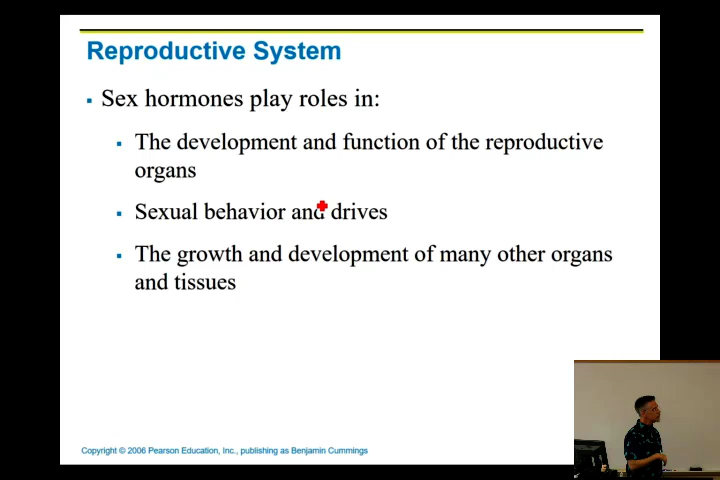 Reproductive System
▪ Sex hormones play roles in:
▪ The development and function of the reproductive
organs
▪ Sexual behavior and drives
▪ The growth and development of many other organs
and tissues
Copyright © 2006 Pearson Education, Inc., publishing as Benjamin Cummings